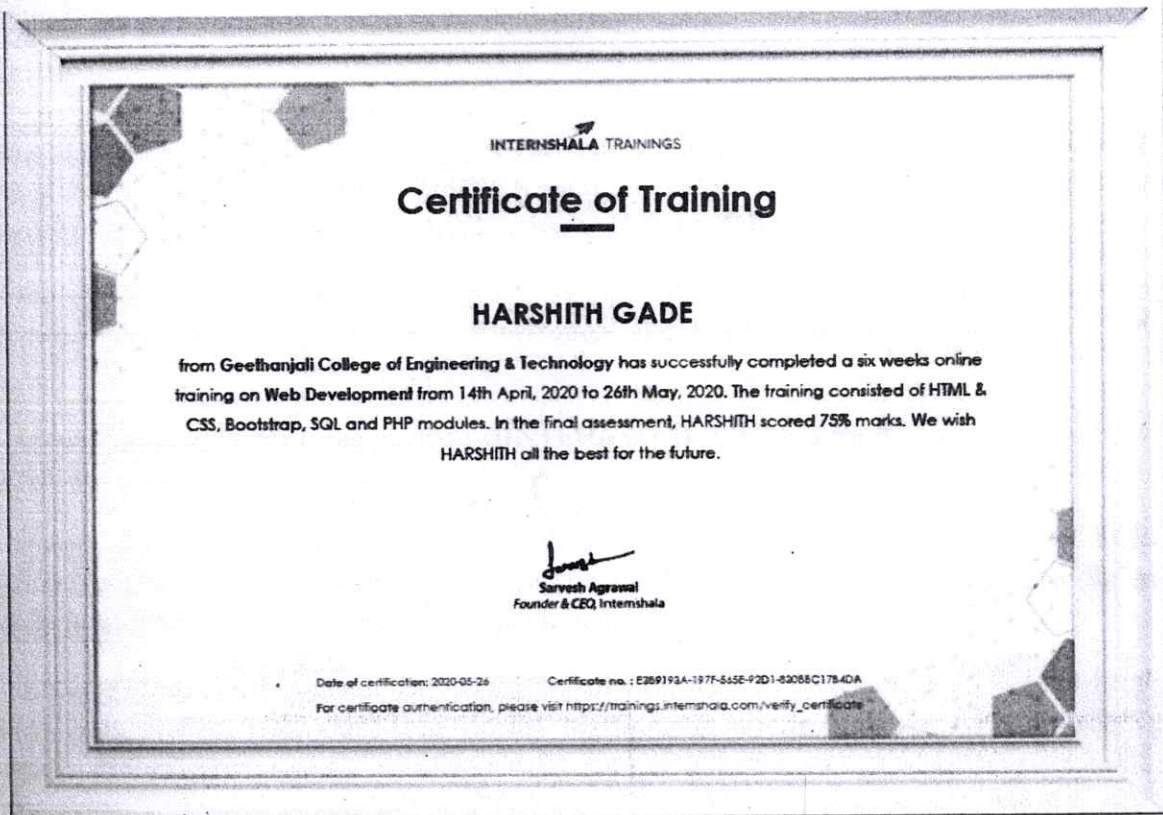 INTERNSHALA TRAININGS
Certificate of Training
HARSHITH GADE
from Geethanjali College of Engineering & Technology has successfully completed a six weeks online
training on Web Development from 14th April, 2020 to 26th May, 2020. The training consisted of HTML &
CSS, Bootstrap, SQL and PHP modules. In the final assessment, HARSHITH scored 75% marks. We wish
HARSHITH all the best for the future.
Sarvesh Agrawal
Founder & CEO, Internshala
Date of certification: 2020-05-26 Certificate no. :
For certificate authentication, please visit https://trainings.internshala.com/verify_certificate